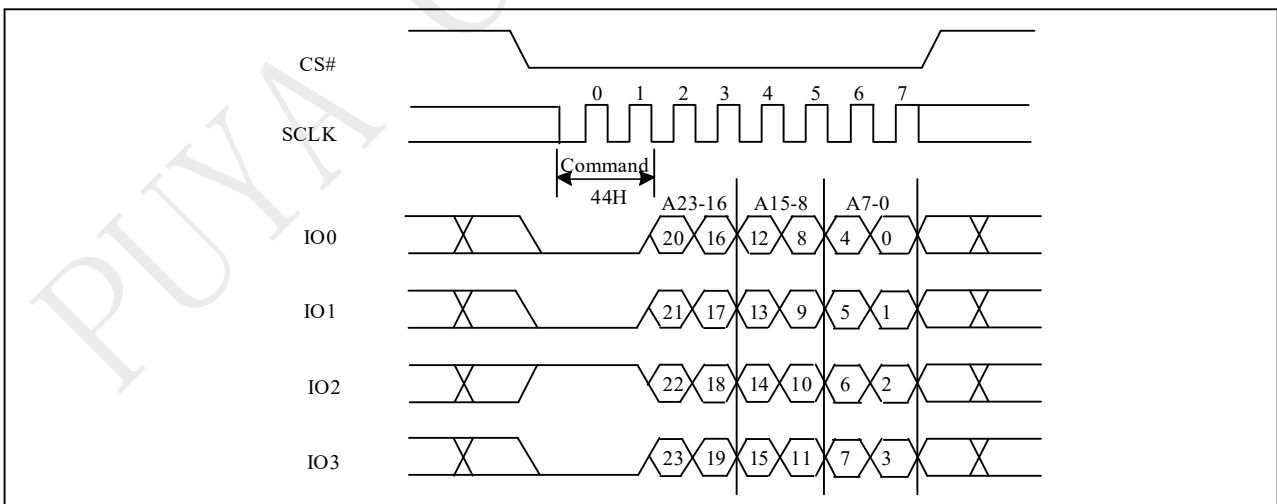 CS#
0 1 2 3 4 5 6 7
SCLK
Command
44H
A23-16 A15-8 A7-0
IO0 20 16 12 8 4 0
IO1 21 17 13 9 5 1
IO2 22 18 14 10 6 2
IO3 23 19 15 11 7 3
PUYA